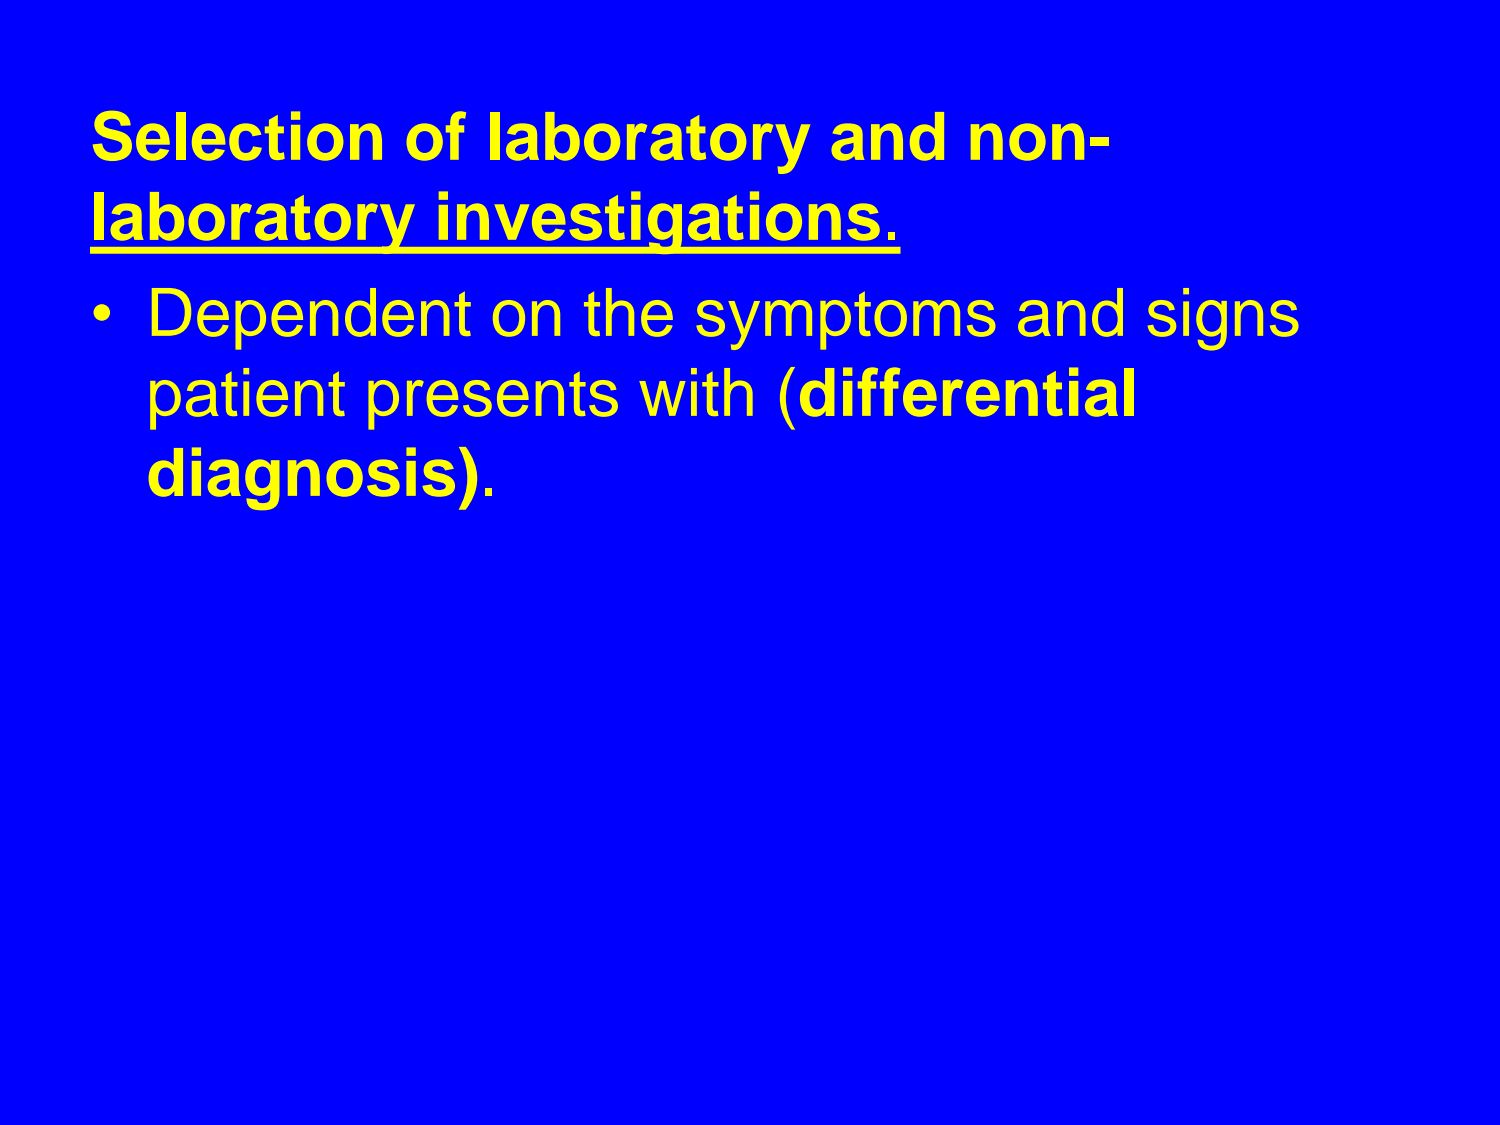 Selection of laboratory and non-
laboratory investigations.
• Dependent on the symptoms and signs
patient presents with (differential
diagnosis).